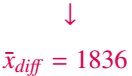 ↓
x̄_diff = 1836